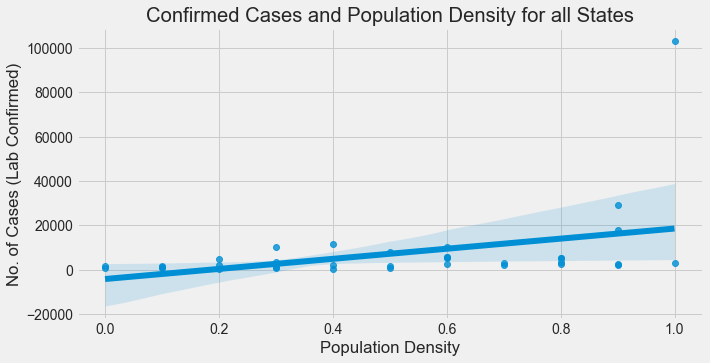 Confirmed Cases and Population Density for all States
No. of Cases (Lab Confirmed)
100000
80000
60000
40000
20000
0
−20000
0.0 0.2 0.4 0.6 0.8 1.0
Population Density